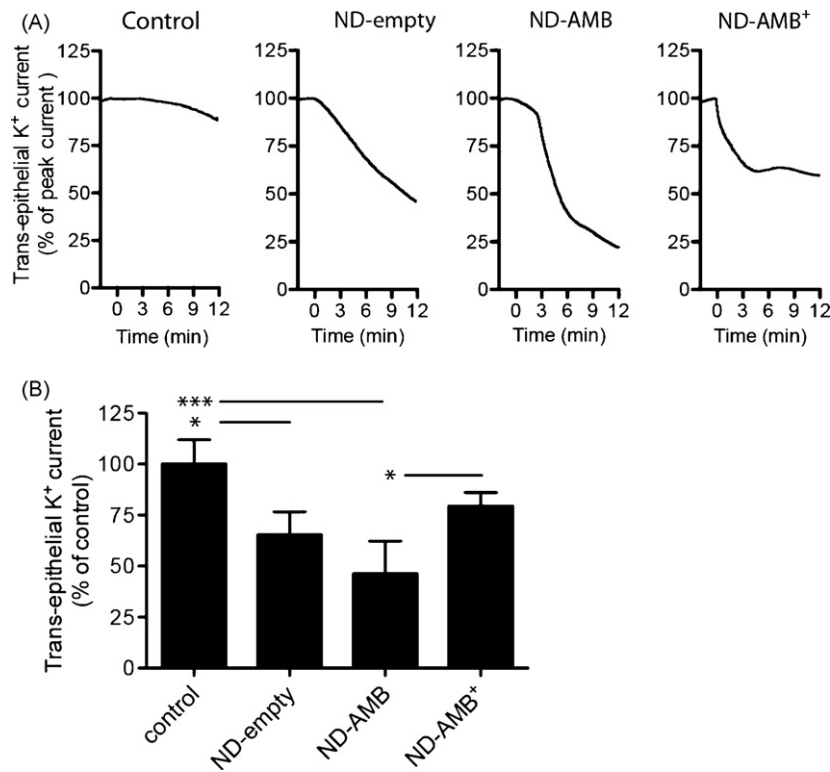 (A)
Control
ND-empty
ND-AMB
ND-AMB⁺
Trans-epithelial K⁺ current
(% of peak current)
125
100
75
50
25
0
0 3 6 9 12
Time (min)
125
100
75
50
25
0
0 3 6 9 12
Time (min)
125
100
75
50
25
0
0 3 6 9 12
Time (min)
125
100
75
50
25
0
0 3 6 9 12
Time (min)
(B)
Trans-epithelial K⁺ current
(% of control)
125
100
75
50
25
0
***
*
*
control
ND-empty
ND-AMB
ND-AMB⁺